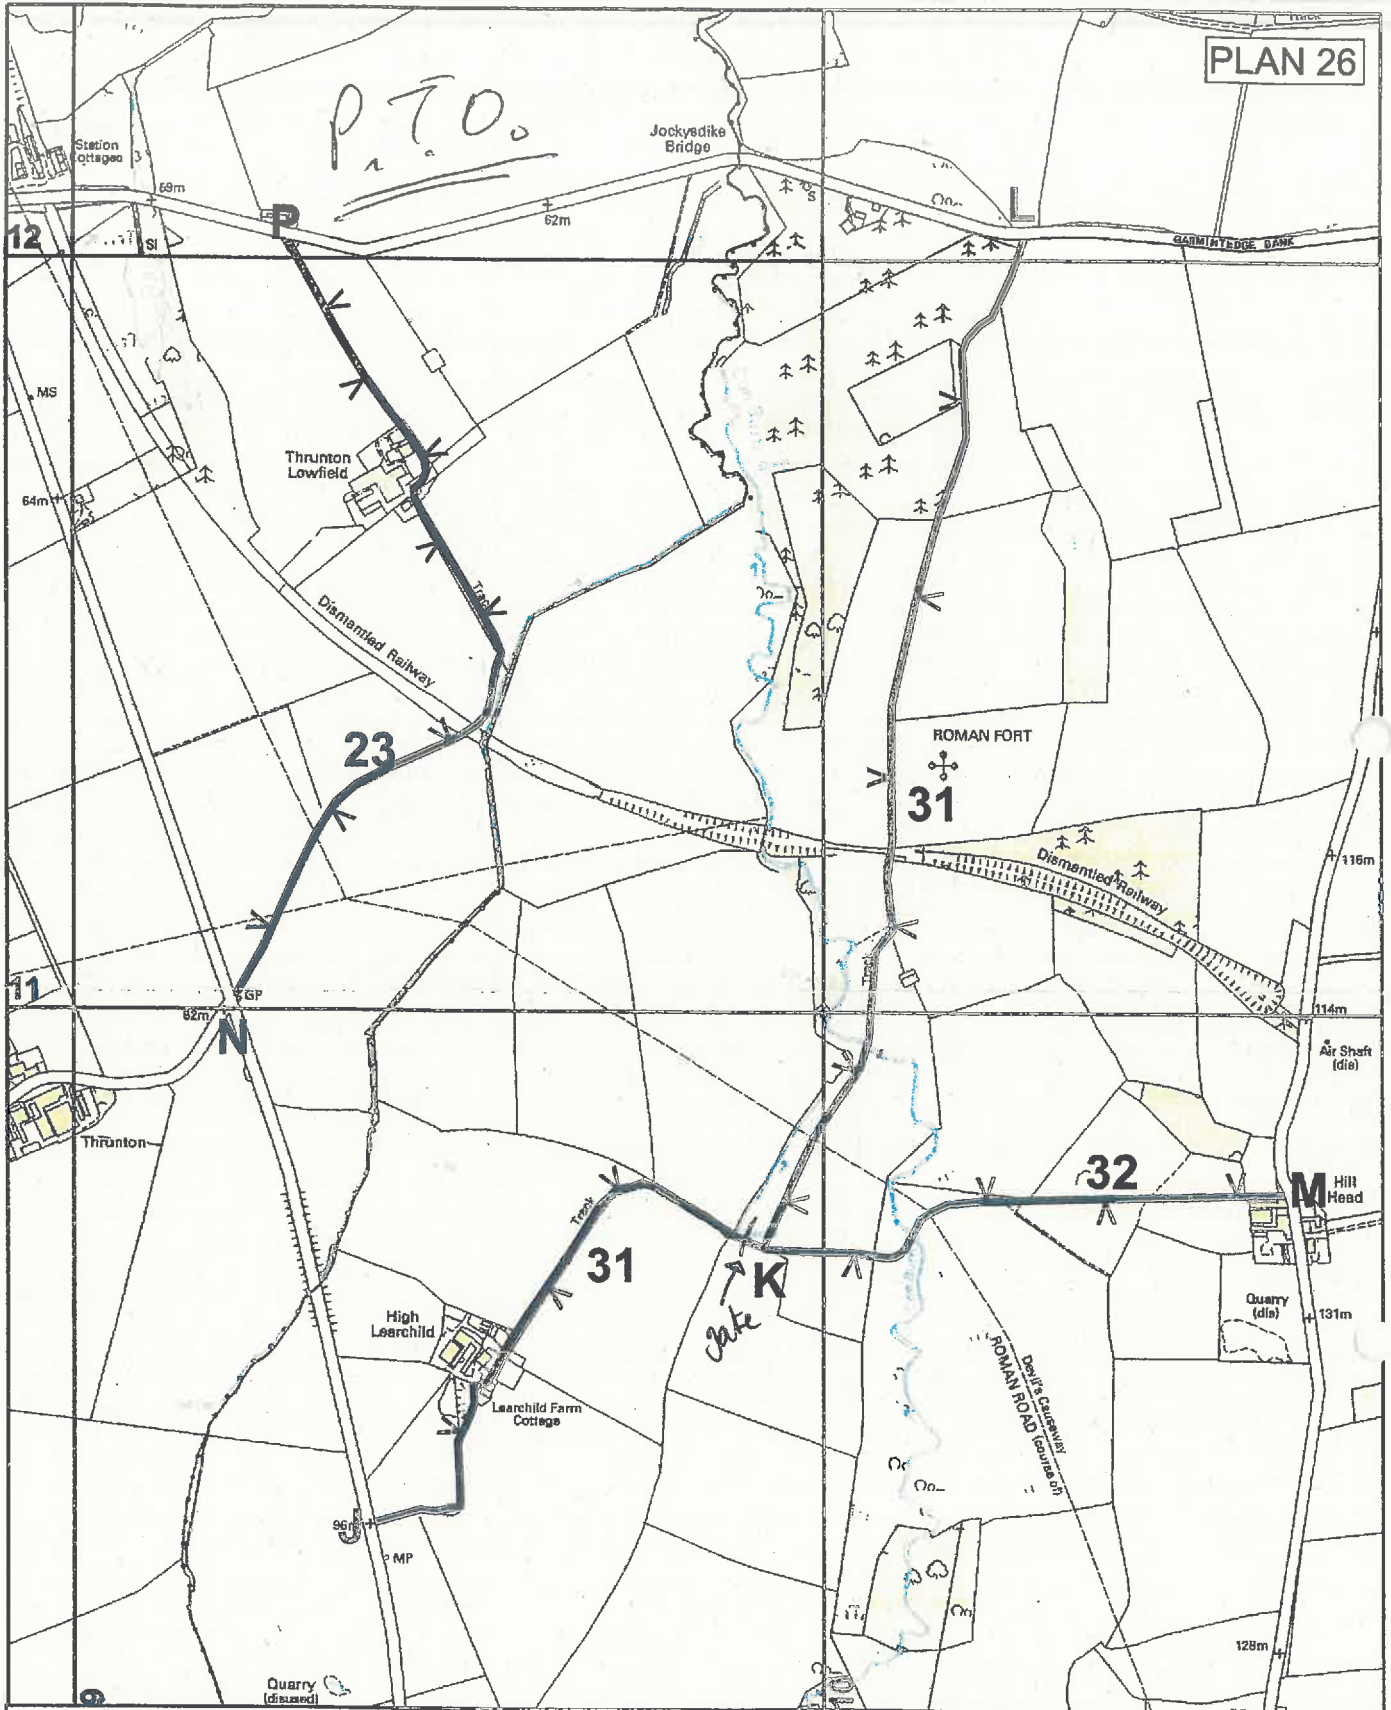 PLAN 26
P.T.O.
Station
Cottages
Jockysdike
Bridge
59m
P
62m
L
12
SI
GARMINTEDGE BANK
MS
Thrunton
Lowfield
64m
Track
Dismantled Railway
23
ROMAN FORT
31
Dismantled Railway
116m
11
GP
Track
62m
N
114m
Air Shaft
(dis)
Thrunton
32
M
Hill
Head
Track
31
K
Gate
Quarry
(dis)
131m
High
Learchild
Devil's Causeway
ROMAN ROAD (course of)
Learchild Farm
Cottage
96m
J
MP
128m
Quarry
(disused)